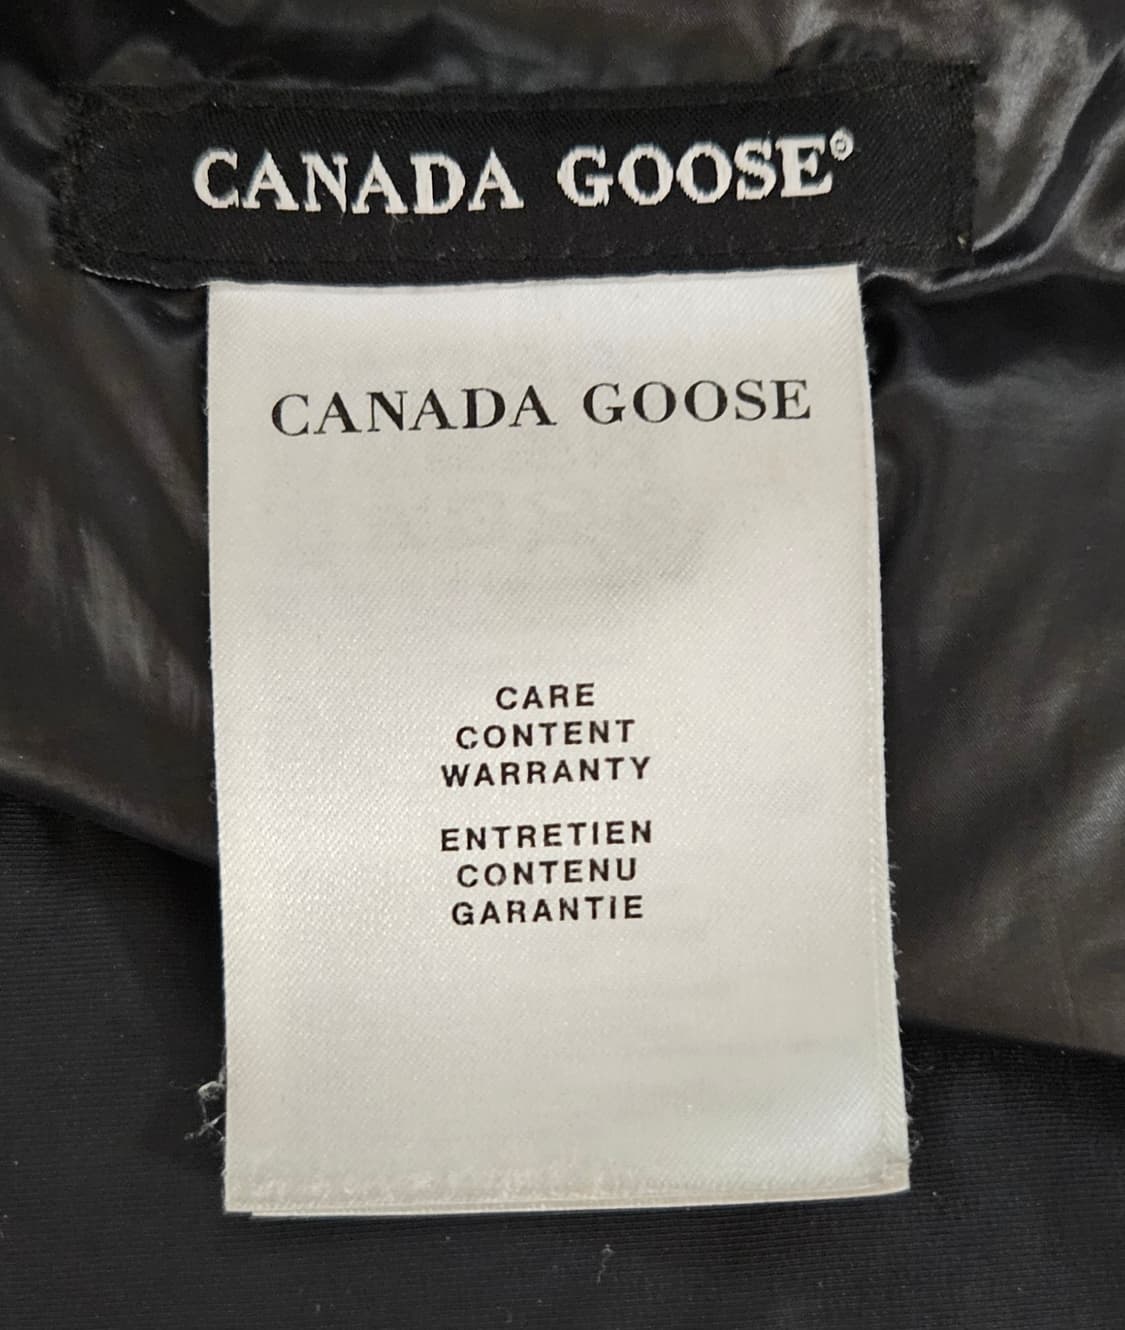 CANADA GOOSE®
CANADA GOOSE
CARE
CONTENT
WARRANTY
ENTRETIEN
CONTENU
GARANTIE